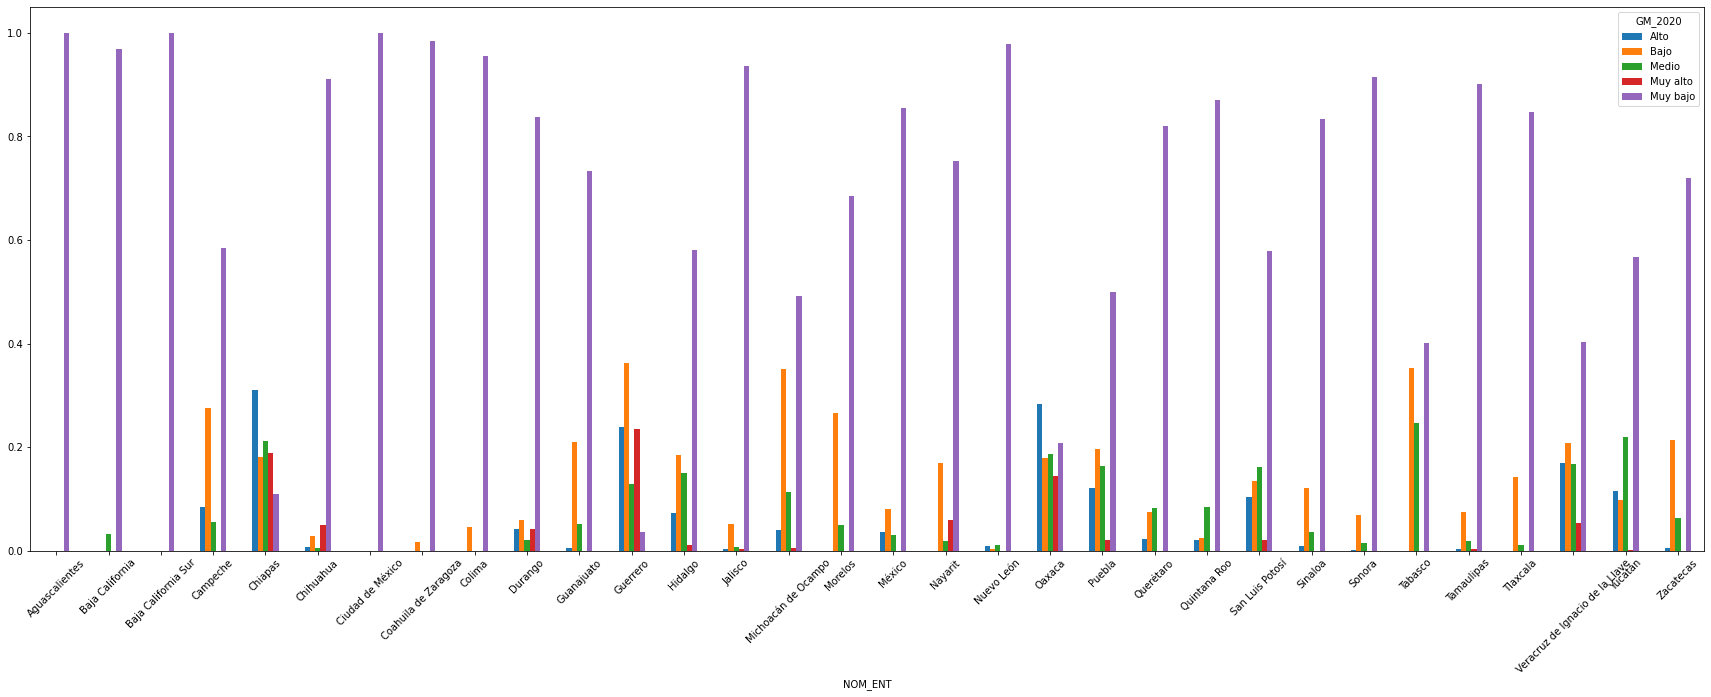 GM_2020
Alto
Bajo
Medio
Muy alto
Muy bajo
1.0
0.8
0.6
0.4
0.2
0.0
Aguascalientes
Baja California
Baja California Sur
Campeche
Chiapas
Chihuahua
Ciudad de México
Coahuila de Zaragoza
Colima
Durango
Guanajuato
Guerrero
Hidalgo
Jalisco
Michoacán de Ocampo
Morelos
México
Nayarit
Nuevo León
Oaxaca
Puebla
Querétaro
Quintana Roo
San Luis Potosí
Sinaloa
Sonora
Tabasco
Tamaulipas
Tlaxcala
Veracruz de Ignacio de la Llave
Yucatán
Zacatecas
NOM_ENT